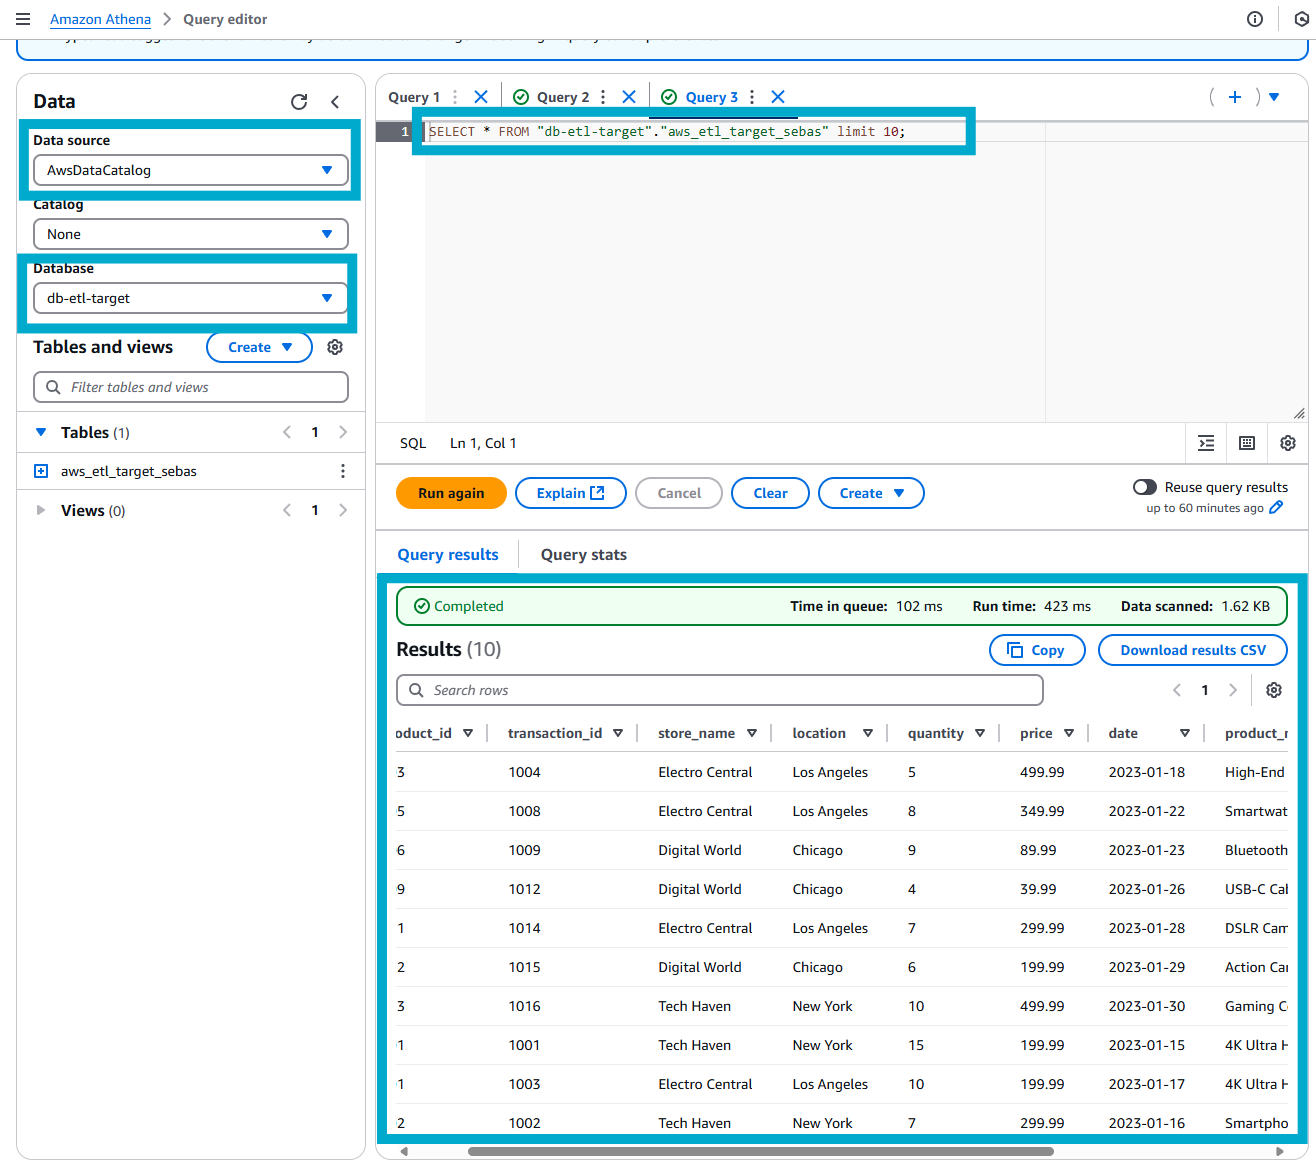 Amazon Athena > Query editor
Data
Data source
AwsDataCatalog
Catalog
None
Database
db-etl-target
Tables and views
Create
Filter tables and views
Tables (1)
< 1 >
aws_etl_target_sebas
Views (0)
< 1 >
Query 1
Query 2
Query 3
1 SELECT * FROM "db-etl-target"."aws_etl_target_sebas" limit 10;
SQL Ln 1, Col 1
Run again
Explain
Cancel
Clear
Create
Reuse query results
up to 60 minutes ago
Query results
Query stats
Completed
Time in queue: 102 ms
Run time: 423 ms
Data scanned: 1.62 KB
Results (10)
Copy
Download results CSV
Search rows
< 1 >
oduct_id transaction_id store_name location quantity price date product_
3 1004 Electro Central Los Angeles 5 499.99 2023-01-18 High-End
5 1008 Electro Central Los Angeles 8 349.99 2023-01-22 Smartwat
6 1009 Digital World Chicago 9 89.99 2023-01-23 Bluetooth
9 1012 Digital World Chicago 4 39.99 2023-01-26 USB-C Ca
1 1014 Electro Central Los Angeles 7 299.99 2023-01-28 DSLR Cam
2 1015 Digital World Chicago 6 199.99 2023-01-29 Action Ca
3 1016 Tech Haven New York 10 499.99 2023-01-30 Gaming C
1 1001 Tech Haven New York 15 199.99 2023-01-15 4K Ultra H
1 1003 Electro Central Los Angeles 10 199.99 2023-01-17 4K Ultra H
2 1002 Tech Haven New York 7 299.99 2023-01-16 Smartpho